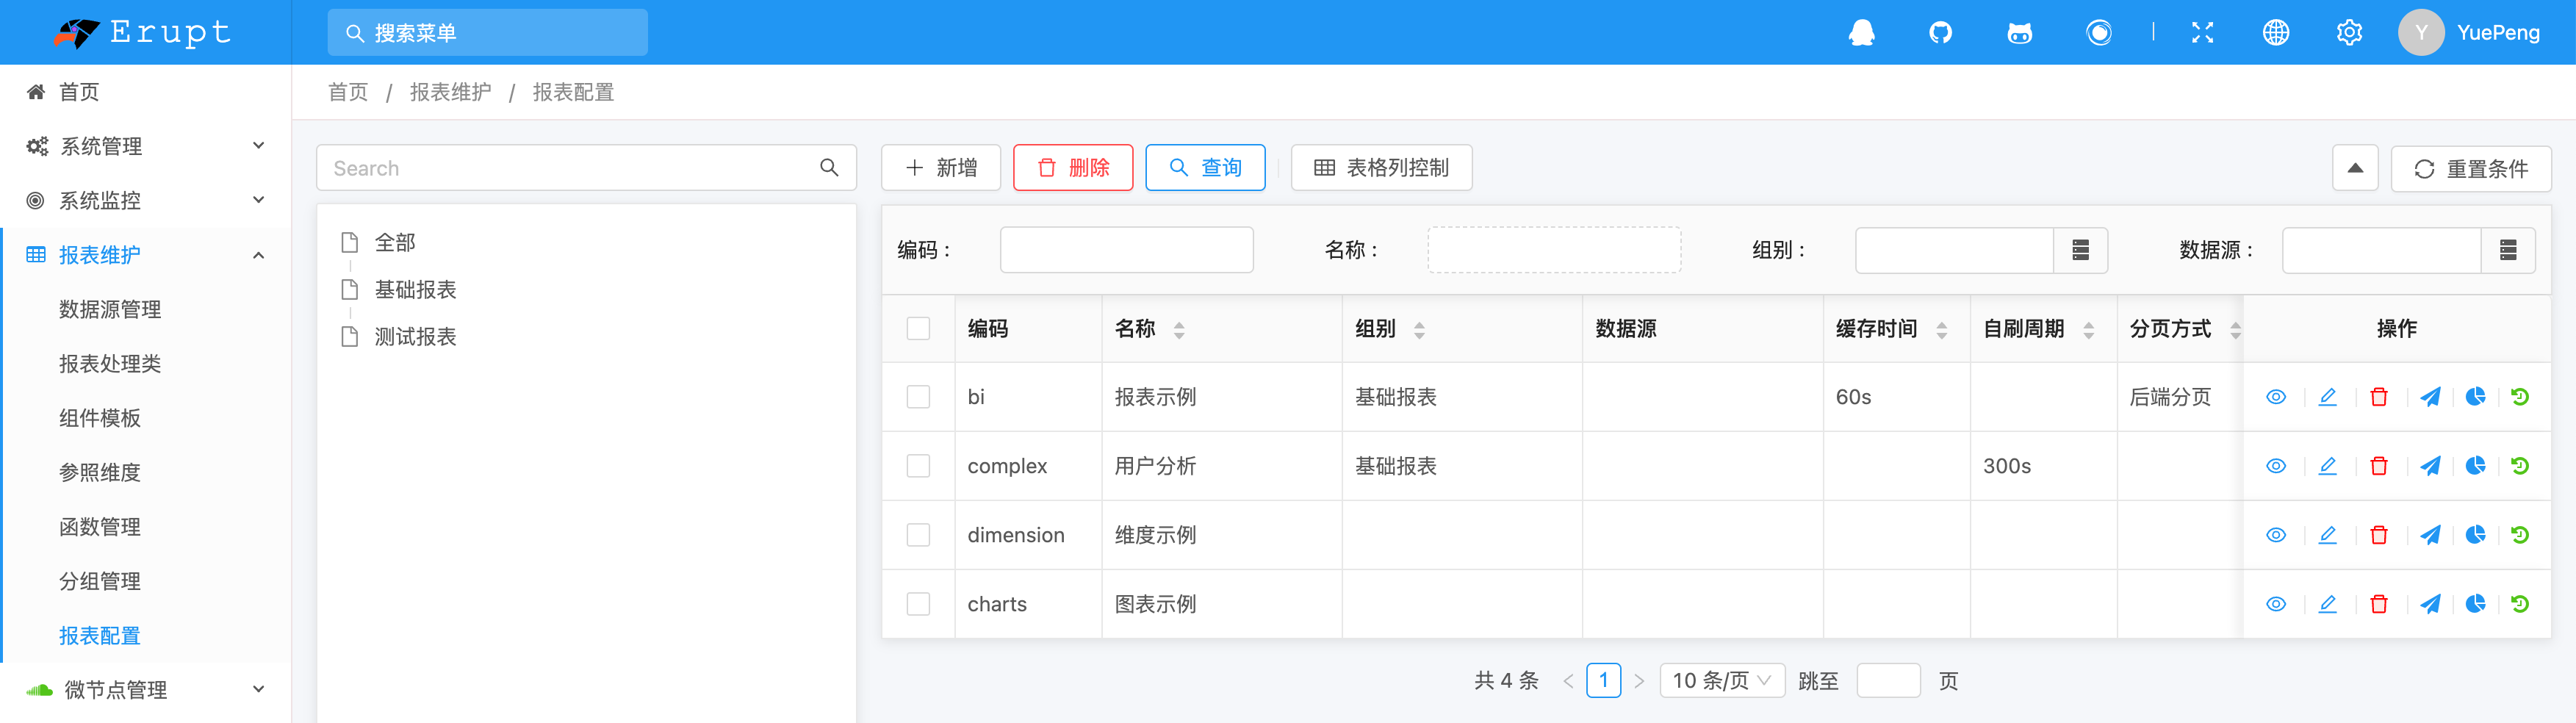 Erupt
搜索菜单
Y YuePeng
首页
系统管理
系统监控
报表维护
数据源管理
报表处理类
组件模板
参照维度
函数管理
分组管理
报表配置
微节点管理
首页 / 报表维护 / 报表配置
Search
全部
基础报表
测试报表
新增 删除 查询 表格列控制 重置条件
编码： 名称： 组别： 数据源：
编码 名称 组别 数据源 缓存时间 自刷周期 分页方式 操作
bi 报表示例 基础报表 60s 后端分页
complex 用户分析 基础报表 300s
dimension 维度示例
charts 图表示例
共 4 条 < 1 > 10 条/页 跳至 页